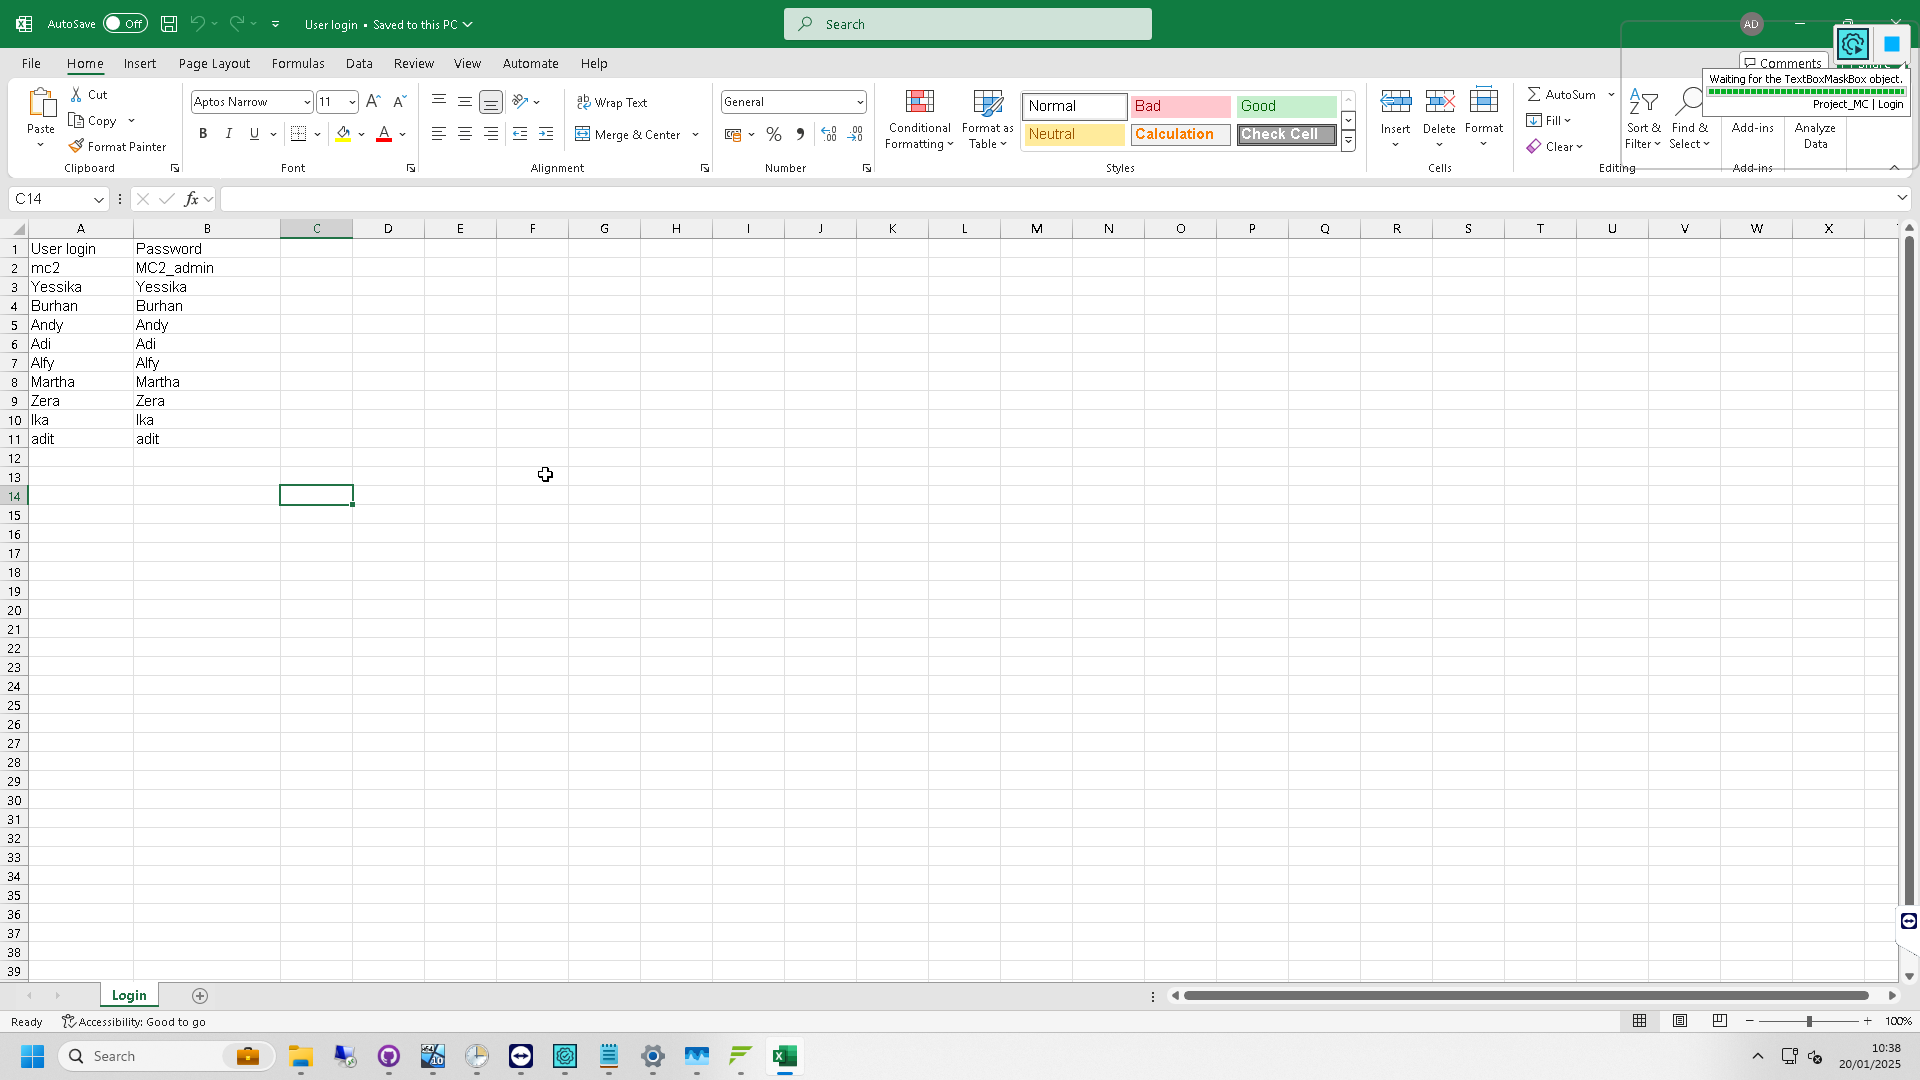 AutoSave Off User login • Saved to this PC Search AD
File Home Insert Page Layout Formulas Data Review View Automate Help Comments
Waiting for the TextBoxMaskBox object.
Project_MC | Login
Paste Cut Copy Format Painter Clipboard
Aptos Narrow 11 B I U A Font
Wrap Text Merge & Center Alignment
General % Number
Conditional Formatting Format as Table Normal Bad Good Neutral Calculation Check Cell Styles
Insert Delete Format Cells
AutoSum Fill Clear Sort & Filter Find & Select Editing
Add-ins Add-ins
Analyze Data
C14 fx
A B C D E F G H I J K L M N O P Q R S T U V W X
1 User login Password
2 mc2 MC2_admin
3 Yessika Yessika
4 Burhan Burhan
5 Andy Andy
6 Adi Adi
7 Alfy Alfy
8 Martha Martha
9 Zera Zera
10 Ika Ika
11 adit adit
12
13
14
15
16
17
18
19
20
21
22
23
24
25
26
27
28
29
30
31
32
33
34
35
36
37
38
39
Login
Ready Accessibility: Good to go 100%
Search 10:38
20/01/2025